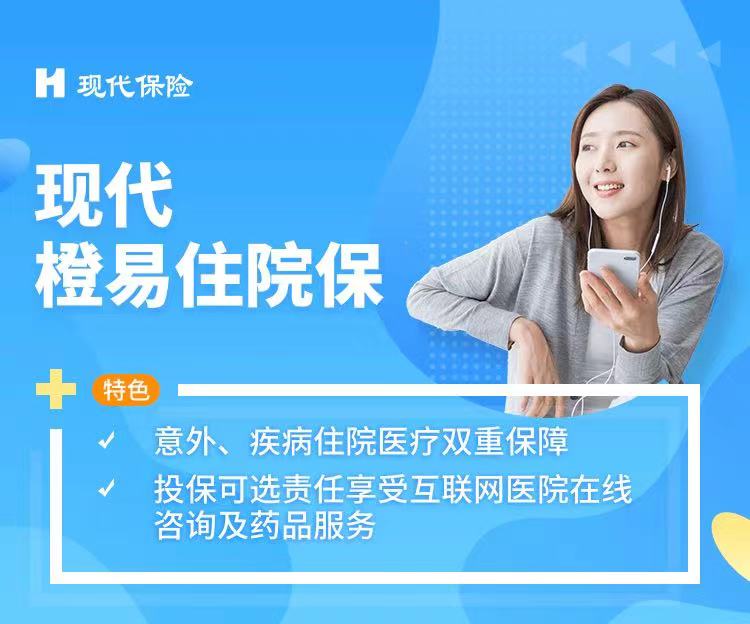 现代保险
现代
橙易住院保
特色
意外、疾病住院医疗双重保障
投保可选责任享受互联网医院在线
咨询及药品服务